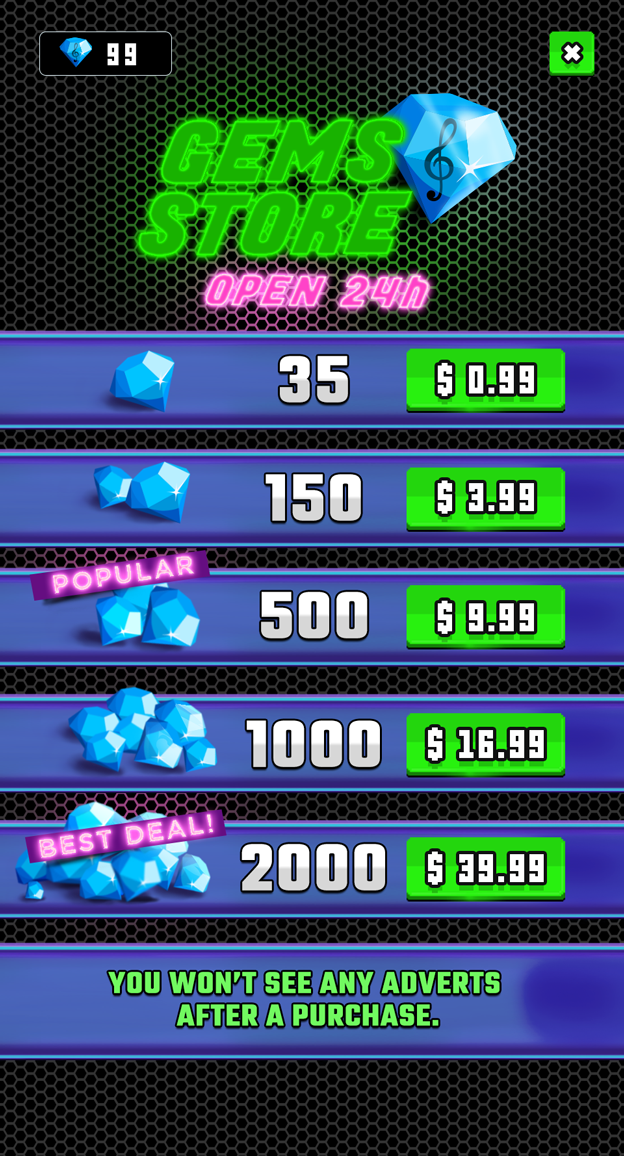 99
GEMS
STORE
OPEN 24h
35 $ 0.99
150 $ 3.99
POPULAR
500 $ 9.99
1000 $ 16.99
BEST DEAL!
2000 $ 39.99
YOU WON'T SEE ANY ADVERTS
AFTER A PURCHASE.